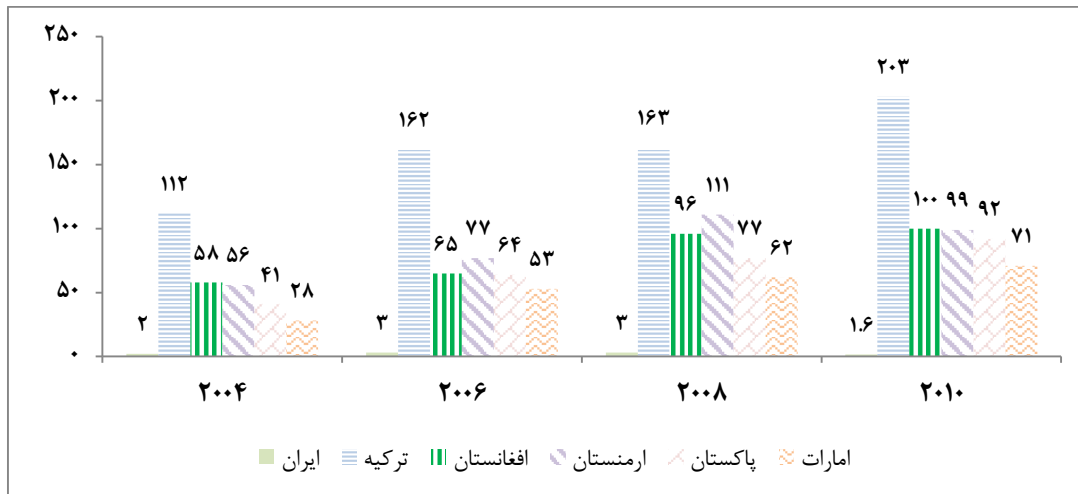 ۲۵۰
۲۰۰
۱۵۰
۱۰۰
۵۰
۰
۲ ۱۱۲ ۵۸ ۵۶ ۴۱ ۲۸
۳ ۱۶۲ ۶۵ ۷۷ ۶۴ ۵۳
۳ ۱۶۳ ۹۶ ۱۱۱ ۷۷ ۶۲
۱.۶ ۲۰۳ ۱۰۰ ۹۹ ۹۲ ۷۱
۲۰۰۴ ۲۰۰۶ ۲۰۰۸ ۲۰۱۰
ایران ترکیه افغانستان ارمنستان پاکستان امارات